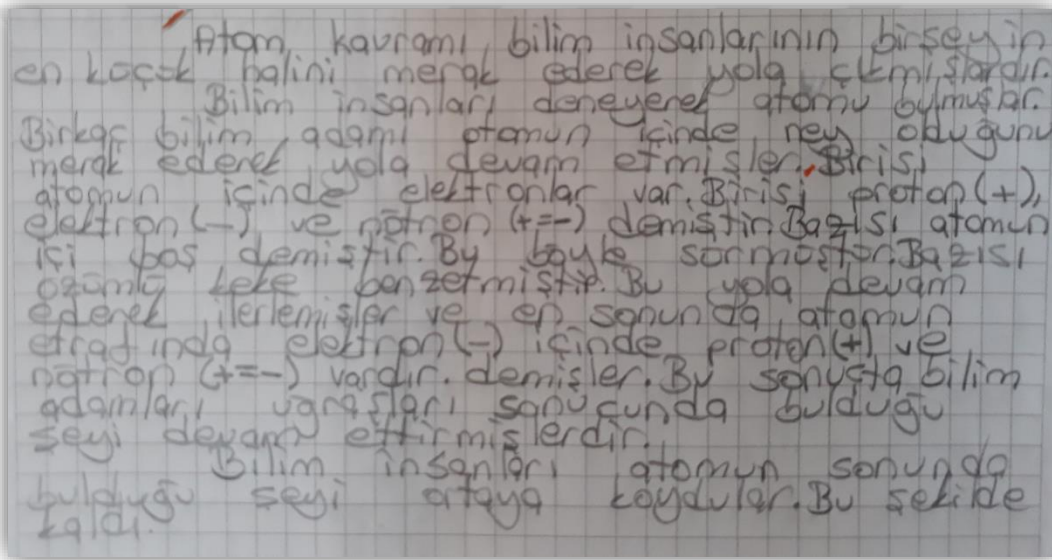 Atom kavramı bilim insanlarının birşeyin
en koçok halini merak ederek yola çıkmışlardır.
Bilim insanları deneyerek atomu bulmuşlar.
Birkaç bilim adamı atomun içinde ney oduğunu
merak ederek yola devam etmişler. Birisi
atomun içinde elektronlar var. Birisi proton(+),
elektron(-) ve nötron (+=-) demiştir. Bazısı atomun
içi boş demiştir. Bu böyle sörmöştör. Bazısı
özömlö keke benzetmiştir. Bu yola devam
ederek ilerlemişler ve en sonunda atomun
etrafında elektron(-) içinde proton(+) ve
nötron (+=-) vardır. demişler. Bu sonuçta bilim
adamları uğraşları sonucunda bulduğu
şeyi devam ettirmişlerdir.
Bilim insanları atomun sonunda
bulduğu şeyi ortaya koydular. Bu şekilde
kaldı.